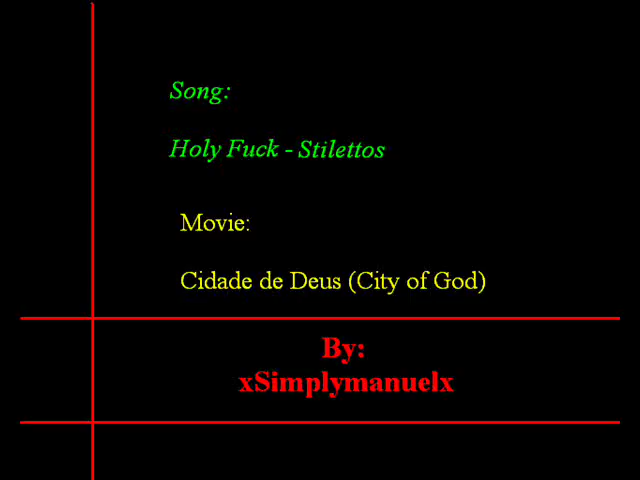 Song:
Holy Fuck - Stilettos
Movie:
Cidade de Deus (City of God)
By:
xSimplymanuelx